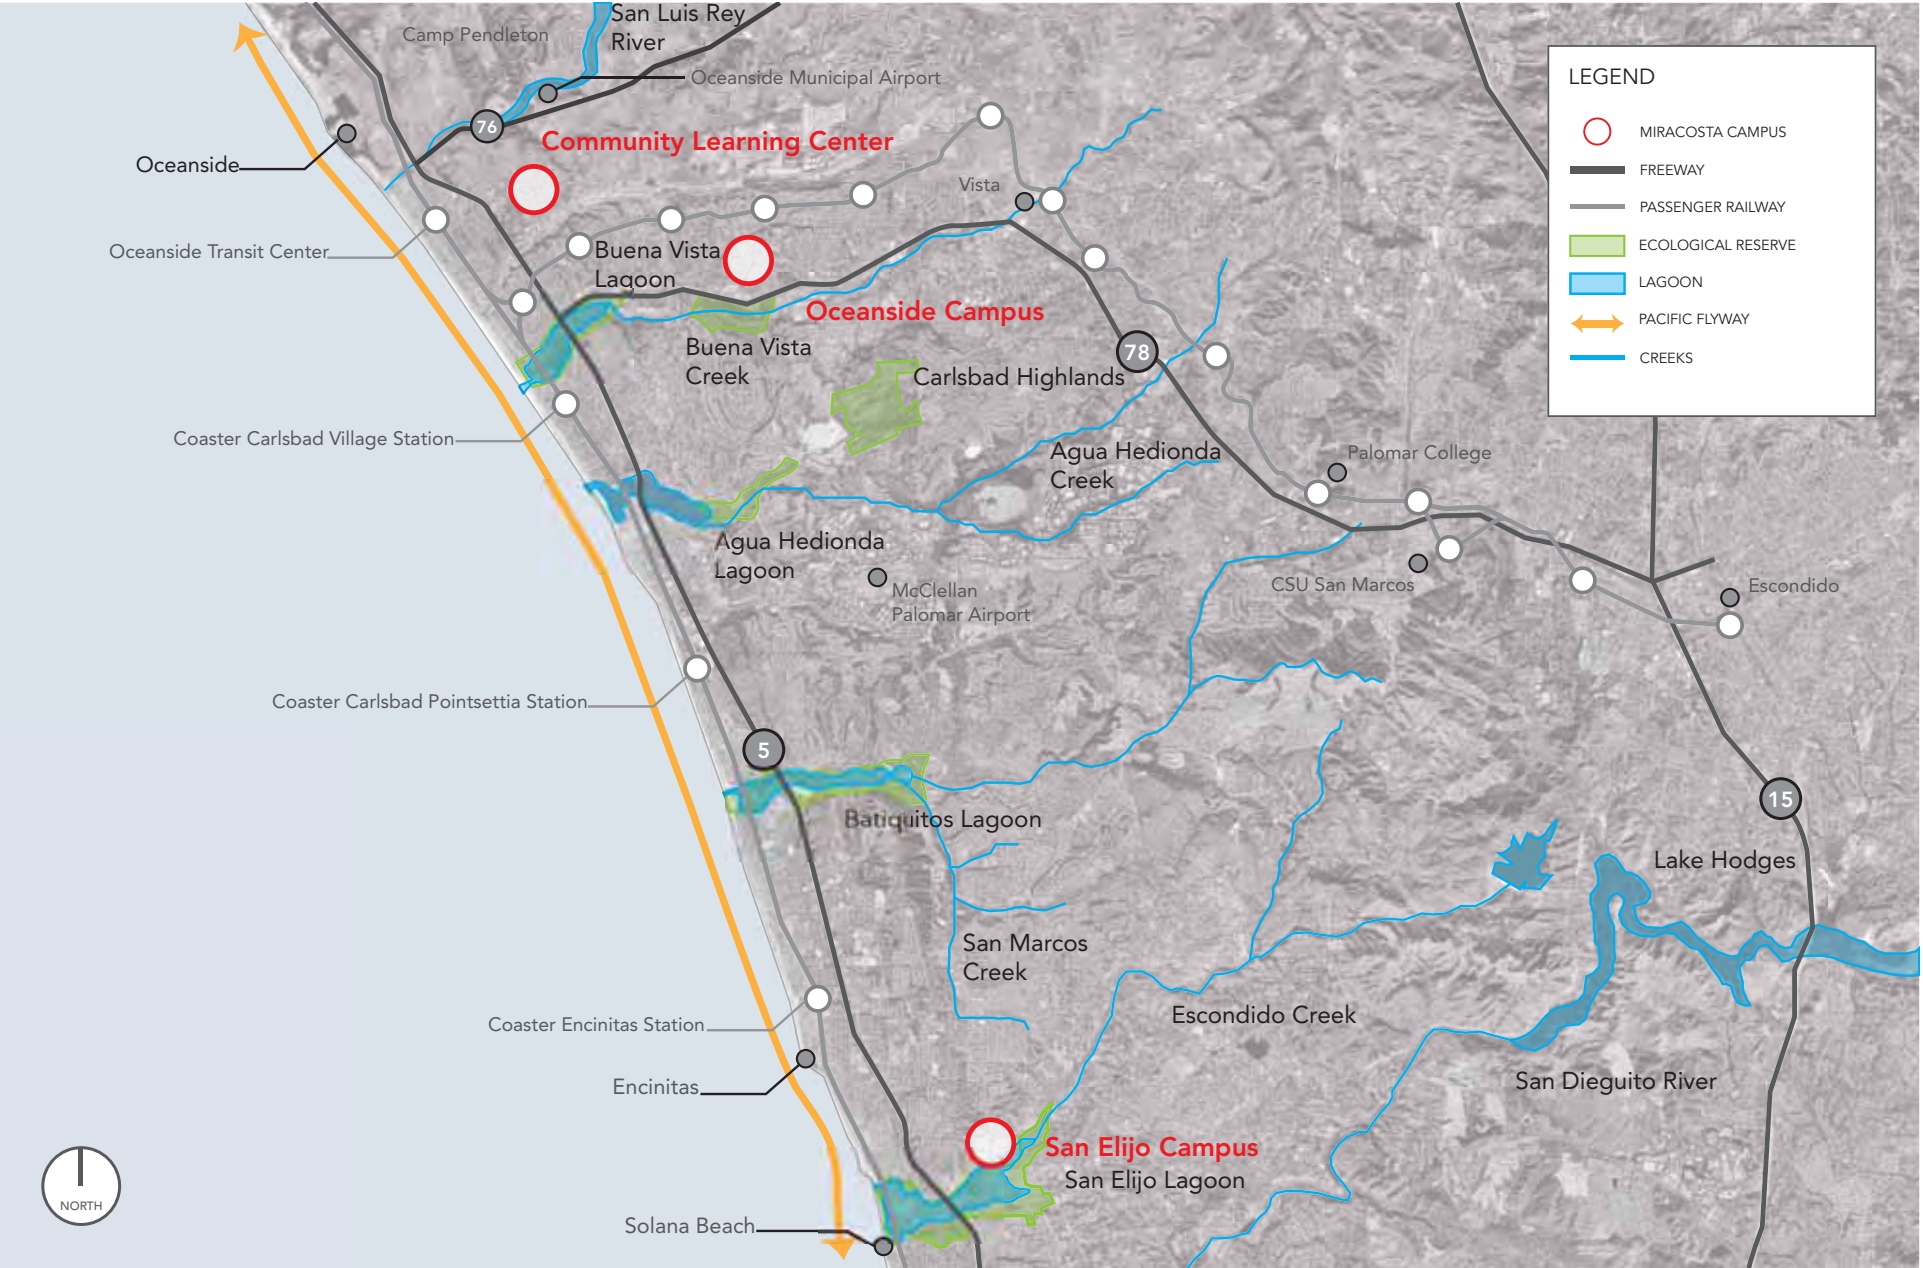 San Luis Rey
River
Camp Pendleton
Oceanside Municipal Airport
76
Community Learning Center
Oceanside
Vista
Oceanside Transit Center
Buena Vista
Lagoon
Oceanside Campus
Buena Vista
Creek
78
Carlsbad Highlands
Coaster Carlsbad Village Station
Agua Hedionda
Creek
Palomar College
Agua Hedionda
Lagoon
McClellan
Palomar Airport
CSU San Marcos
Escondido
Coaster Carlsbad Pointsettia Station
5
15
Batiquitos Lagoon
Lake Hodges
San Marcos
Creek
Escondido Creek
Coaster Encinitas Station
San Dieguito River
Encinitas
San Elijo Campus
San Elijo Lagoon
Solana Beach
NORTH
LEGEND
MIRACOSTA CAMPUS
FREEWAY
PASSENGER RAILWAY
ECOLOGICAL RESERVE
LAGOON
PACIFIC FLYWAY
CREEKS